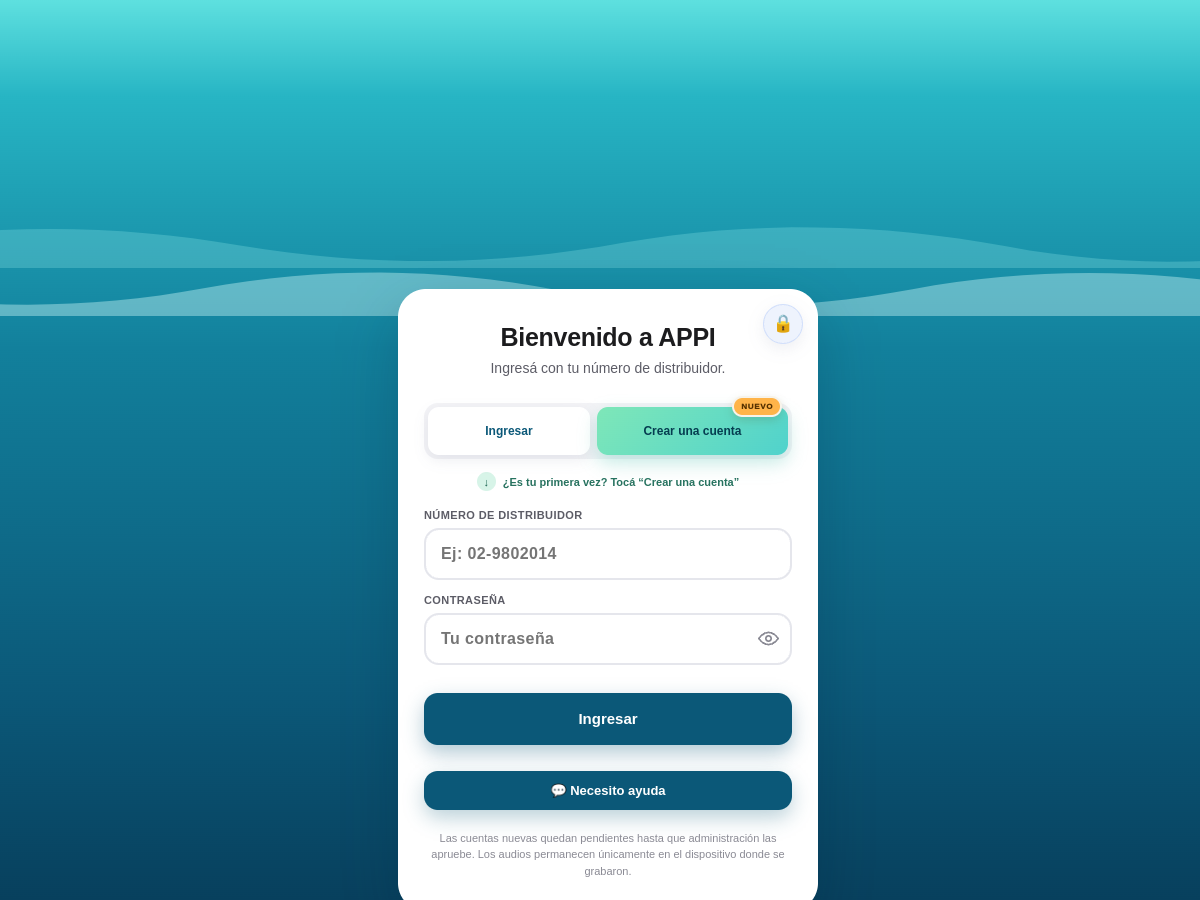 Bienvenido a APPI
Ingresá con tu número de distribuidor.
NUEVO
Ingresar
Crear una cuenta
↓ ¿Es tu primera vez? Tocá “Crear una cuenta”
NÚMERO DE DISTRIBUIDOR
Ej: 02-9802014
CONTRASEÑA
Tu contraseña
Ingresar
💬 Necesito ayuda
Las cuentas nuevas quedan pendientes hasta que administración las
apruebe. Los audios permanecen únicamente en el dispositivo donde se
grabaron.